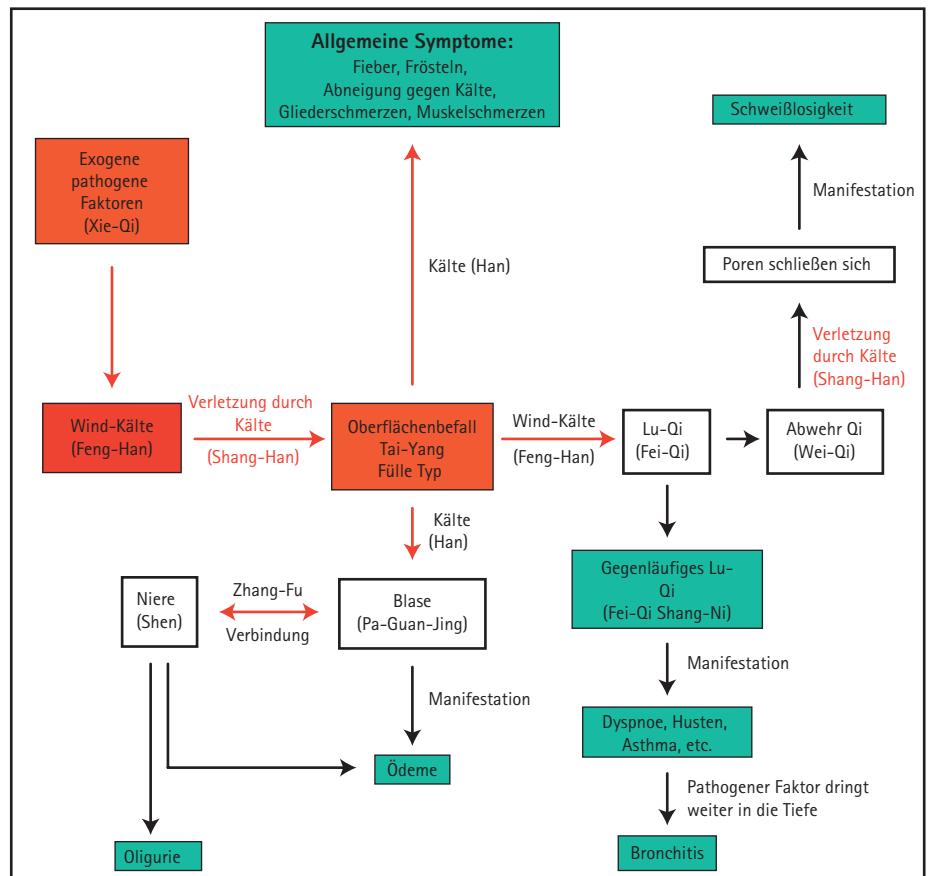 Allgemeine Symptome:
Fieber, Frösteln,
Abneigung gegen Kälte,
Gliederschmerzen, Muskelschmerzen
Schweißlosigkeit
Exogene
pathogene
Faktoren
(Xie-Qi)
Manifestation
Kälte (Han)
Poren schließen sich
Verletzung
durch Kälte
(Shang-Han)
Wind-Kälte
(Feng-Han)
Verletzung durch
Kälte
(Shang-Han)
Oberflächenbefall
Tai-Yang
Fülle Typ
Wind-Kälte
(Feng-Han)
Lu-Qi
(Fei-Qi)
Abwehr Qi
(Wei-Qi)
Kälte
(Han)
Niere
(Shen)
Zhang-Fu
Verbindung
Blase
(Pa-Guan-Jing)
Gegenläufiges Lu-
Qi
(Fei-Qi Shang-Ni)
Manifestation
Manifestation
Ödeme
Dyspnoe, Husten,
Asthma, etc.
Pathogener Faktor dringt
weiter in die Tiefe
Oligurie
Bronchitis